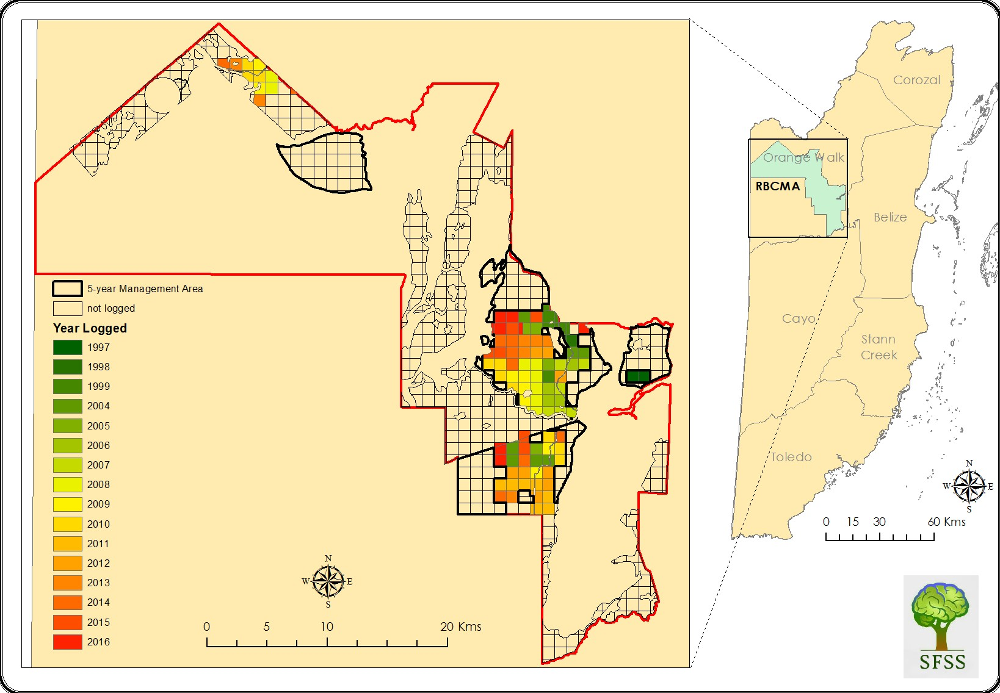 5-year Management Area
not logged
Year Logged
1997
1998
1999
2004
2005
2006
2007
2008
2009
2010
2011
2012
2013
2014
2015
2016
N
W E
S
0 5 10 20 Kms
Corozal
Orange Walk
RBCMA
Belize
Cayo
Stann
Creek
Toledo
N
W E
S
0 15 30 60 Kms
SFSS